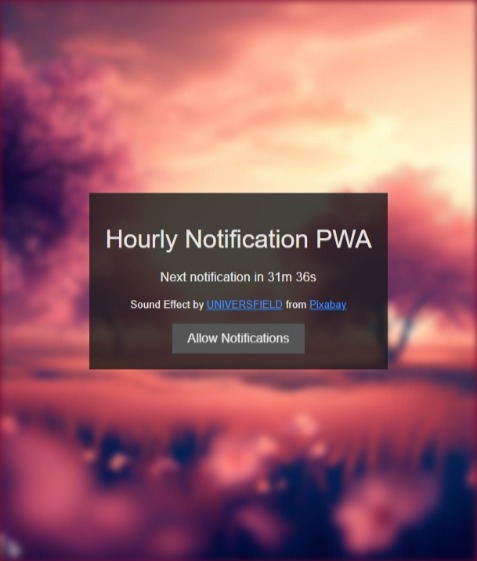 Hourly Notification PWA
Next notification in 31m 36s
Sound Effect by UNIVERSFIELD from Pixabay
Allow Notifications